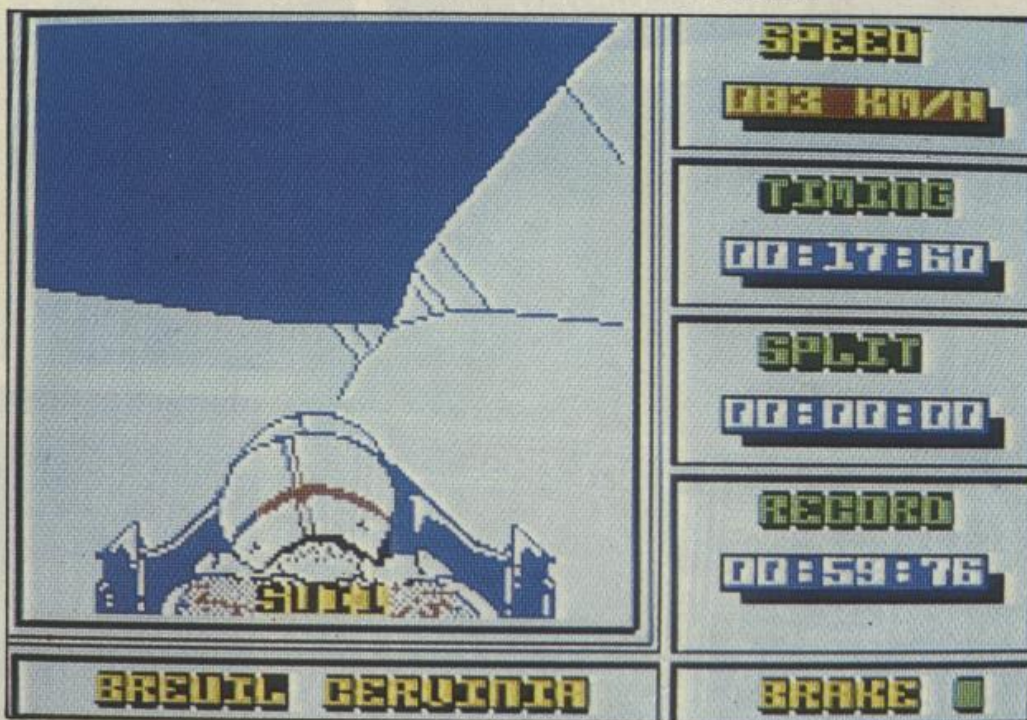 SPEED
083 KM/H
TIMING
00:17:60
SPLIT
00:00:00
RECORD
00:59:76
SUI1
BREUIL CERVINIA
BRAKE